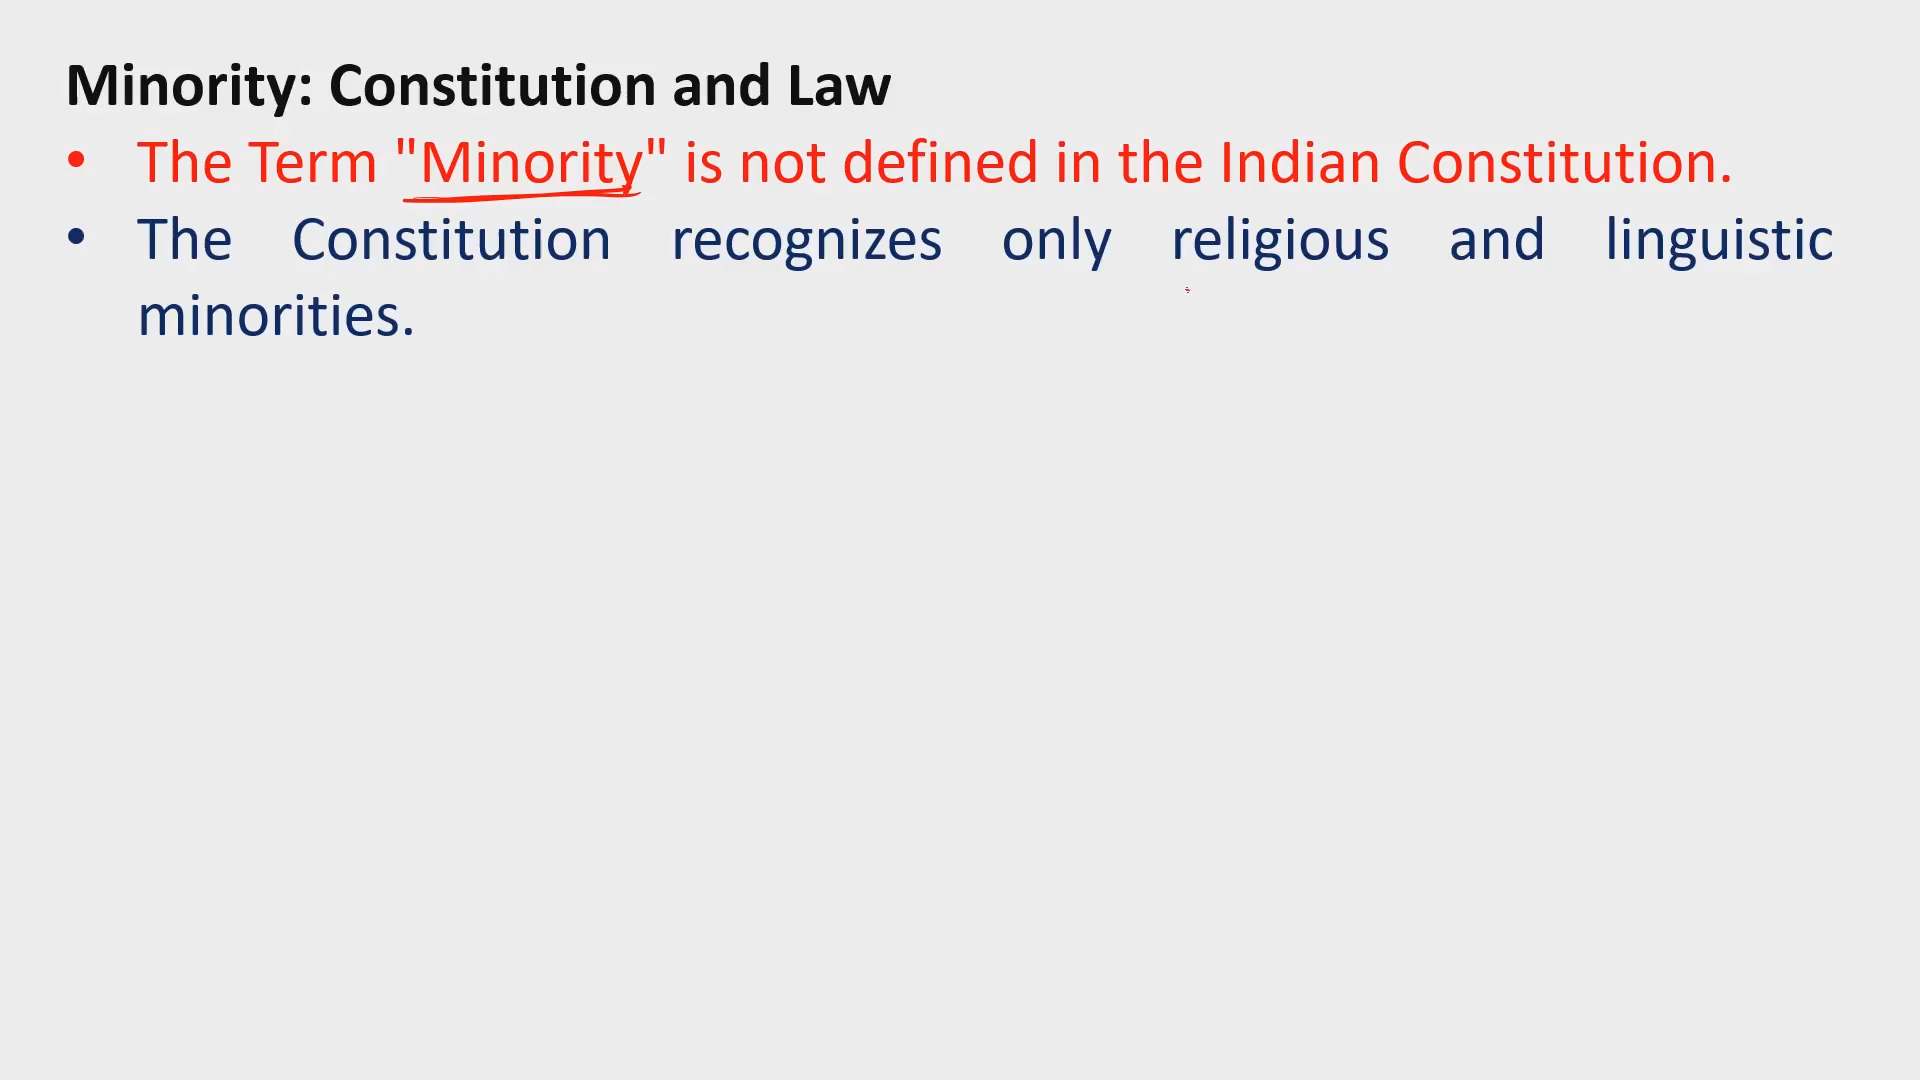 Minority: Constitution and Law
• The Term "Minority" is not defined in the Indian Constitution.
• The Constitution recognizes only religious and linguistic
minorities.